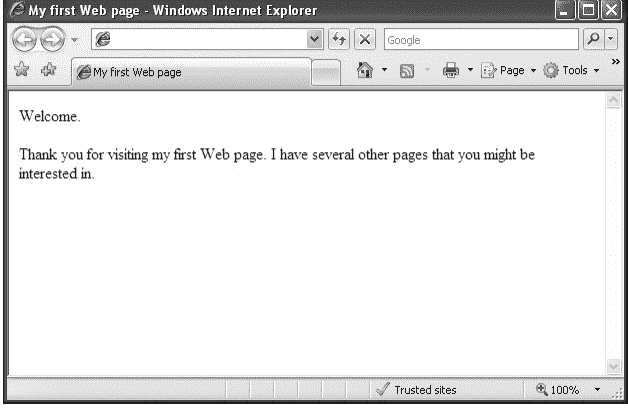 My first Web page - Windows Internet Explorer
Google
My first Web page
Page
Tools
»
Welcome.
Thank you for visiting my first Web page. I have several other pages that you might be
interested in.
Trusted sites
100%